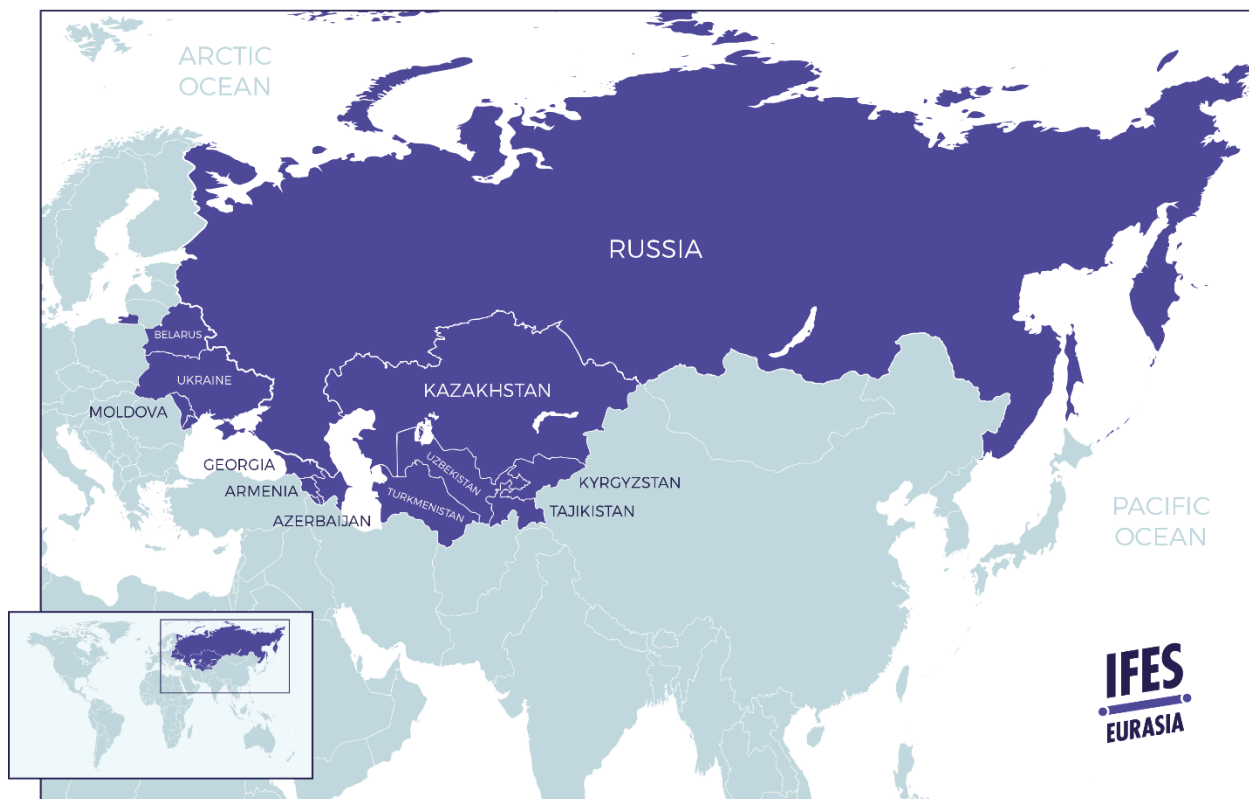 ARCTIC
OCEAN
RUSSIA
BELARUS
UKRAINE
KAZAKHSTAN
MOLDOVA
GEORGIA
UZBEKISTAN
KYRGYZSTAN
ARMENIA
TURKMENISTAN
TAJIKISTAN
AZERBAIJAN
PACIFIC
OCEAN
IFES
EURASIA